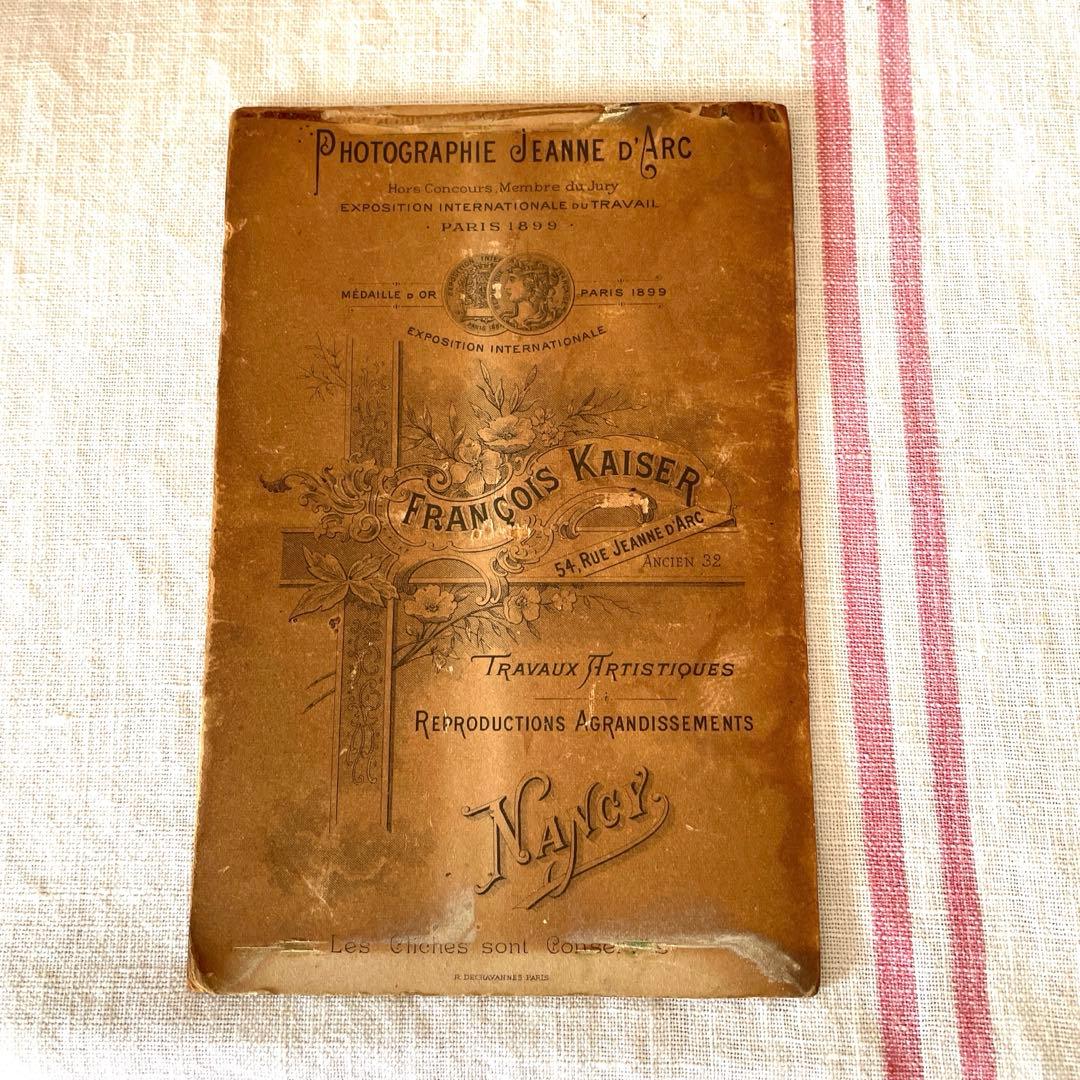 PHOTOGRAPHIE JEANNE D'ARC
Hors Concours, Membre du Jury
EXPOSITION INTERNATIONALE DU TRAVAIL
· PARIS 1899 ·
MÉDAILLE D'OR PARIS 1899
EXPOSITION INTERNATIONALE
FRANÇOIS KAISER
54, RUE JEANNE D'ARC
ANCIEN 32
TRAVAUX ARTISTIQUES
REPRODUCTIONS AGRANDISSEMENTS
NANCY.
Les Clichés sont
PARIS